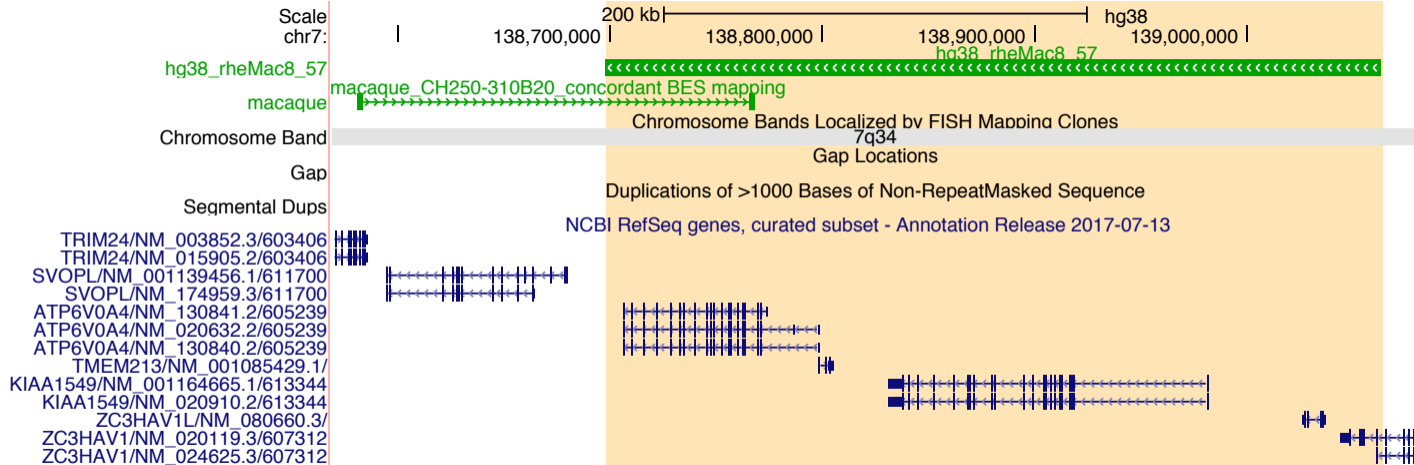 Scale 200 kb hg38
chr7: 138,700,000 138,800,000 138,900,000 139,000,000
hg38_rheMac8_57
hg38_rheMac8_57
macaque_CH250-310B20_concordant BES mapping
macaque
Chromosome Bands Localized by FISH Mapping Clones
Chromosome Band 7q34
Gap Locations
Gap
Duplications of >1000 Bases of Non-RepeatMasked Sequence
Segmental Dups
NCBI RefSeq genes, curated subset - Annotation Release 2017-07-13
TRIM24/NM_003852.3/603406
TRIM24/NM_015905.2/603406
SVOPL/NM_001139456.1/611700
SVOPL/NM_174959.3/611700
ATP6V0A4/NM_130841.2/605239
ATP6V0A4/NM_020632.2/605239
ATP6V0A4/NM_130840.2/605239
TMEM213/NM_001085429.1/
KIAA1549/NM_001164665.1/613344
KIAA1549/NM_020910.2/613344
ZC3HAV1L/NM_080660.3/
ZC3HAV1/NM_020119.3/607312
ZC3HAV1/NM_024625.3/607312